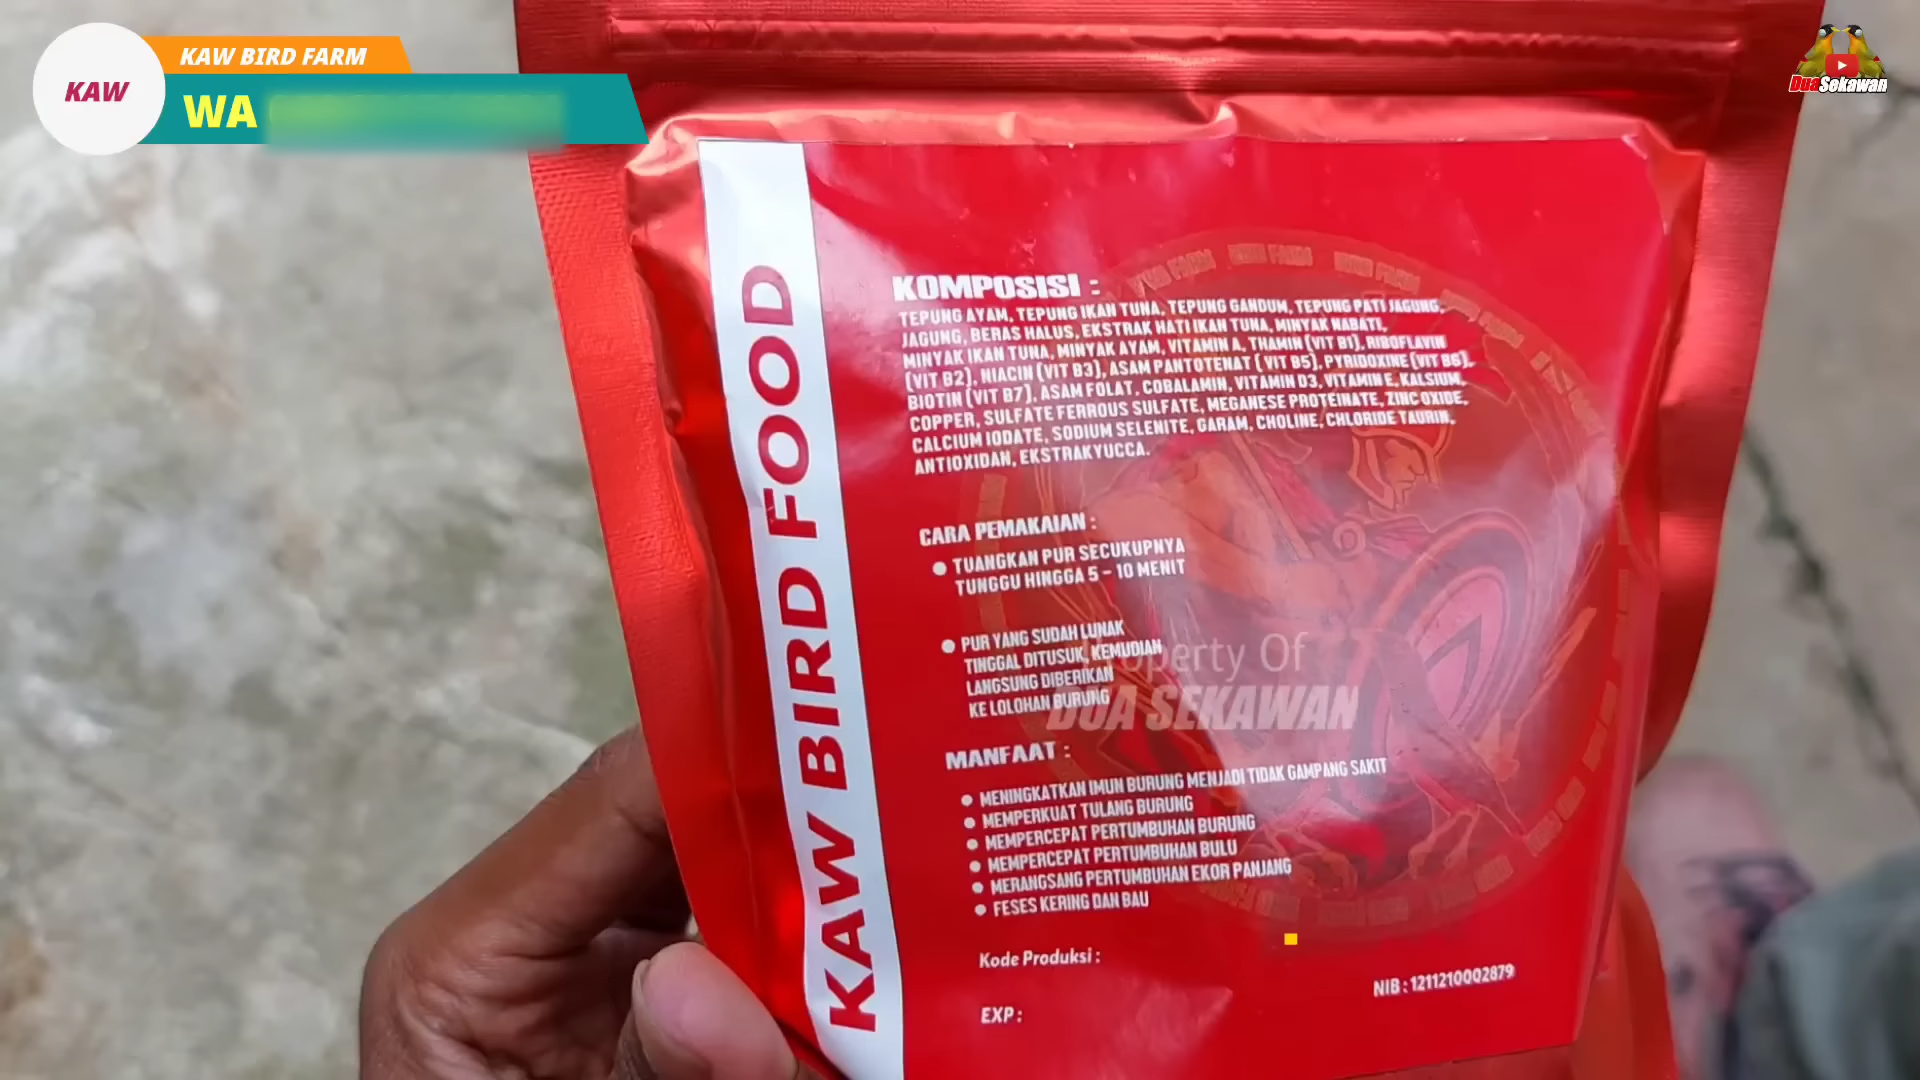 KAW BIRD FARM
KAW
WA
DuaSekawan
KAW BIRD FOOD
KOMPOSISI :
TEPUNG AYAM, TEPUNG IKAN TUNA, TEPUNG GANDUM, TEPUNG PATI JAGUNG,
JAGUNG, BERAS HALUS, EKSTRAK HATI IKAN TUNA, MINYAK NABATI,
MINYAK IKAN TUNA, MINYAK AYAM, VITAMIN A, THAMIN (VIT B1), RIBOFLAVIN
(VIT B2), NIACIN (VIT B3), ASAM PANTOTENAT ( VIT B5), PYRIDOXINE (VIT B6),
BIOTIN (VIT B7), ASAM FOLAT, COBALAMIN, VITAMIN D3, VITAMIN E, KALSIUM,
COPPER, SULFATE FERROUS SULFATE, MEGANESE PROTEINATE, ZINC OXIDE,
CALCIUM IODATE, SODIUM SELENITE, GARAM, CHOLINE, CHLORIDE TAURIN,
ANTIOXIDAN, EKSTRAKYUCCA.
CARA PEMAKAIAN :
● TUANGKAN PUR SECUKUPNYA
TUNGGU HINGGA 5 - 10 MENIT
● PUR YANG SUDAH LUNAK
TINGGAL DITUSUK, KEMUDIAN
LANGSUNG DIBERIKAN
KE LOLOHAN BURUNG
Property Of
DUA SEKAWAN
MANFAAT :
● MENINGKATKAN IMUN BURUNG MENJADI TIDAK GAMPANG SAKIT
● MEMPERKUAT TULANG BURUNG
● MEMPERCEPAT PERTUMBUHAN BURUNG
● MEMPERCEPAT PERTUMBUHAN BULU
● MERANGSANG PERTUMBUHAN EKOR PANJANG
● FESES KERING DAN BAU
Kode Produksi :
NIB : 1211210002879
EXP :